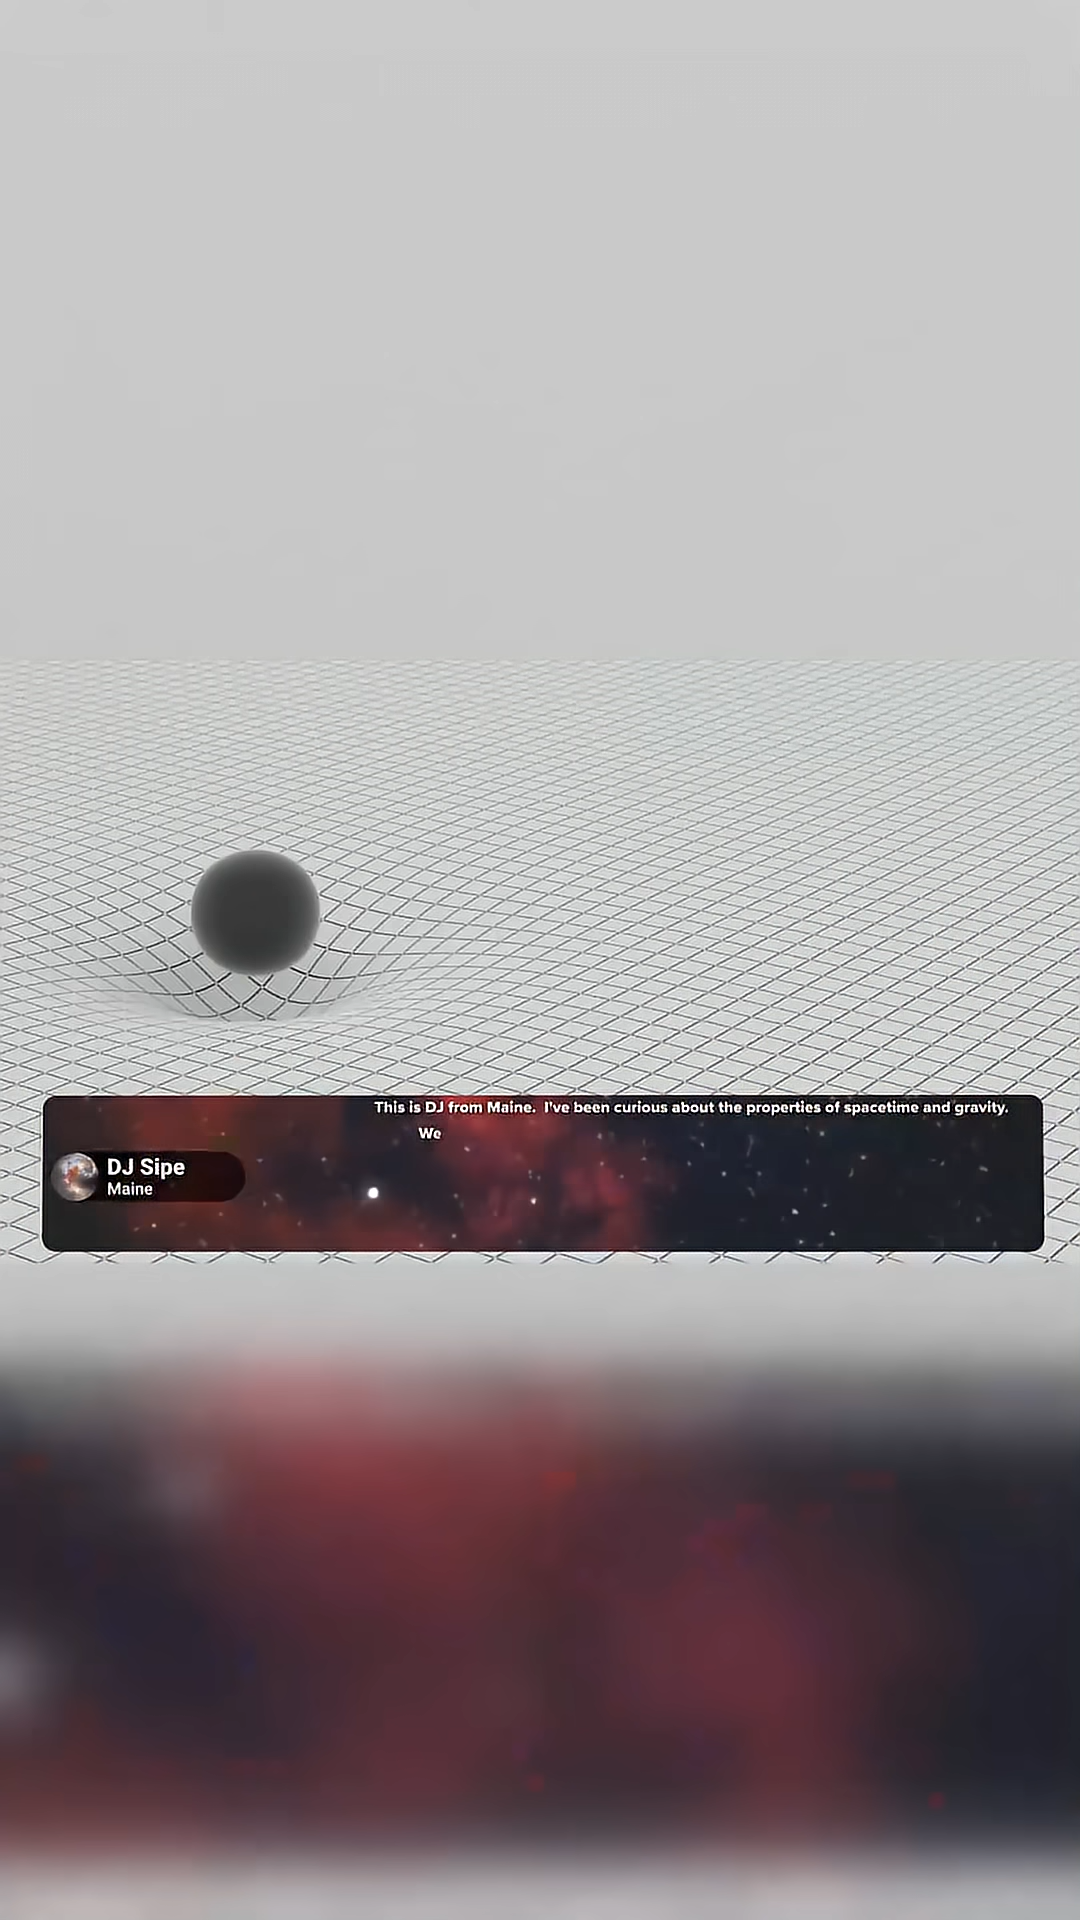 This is DJ from Maine.  I've been curious about the properties of spacetime and gravity.
We
DJ Sipe
Maine